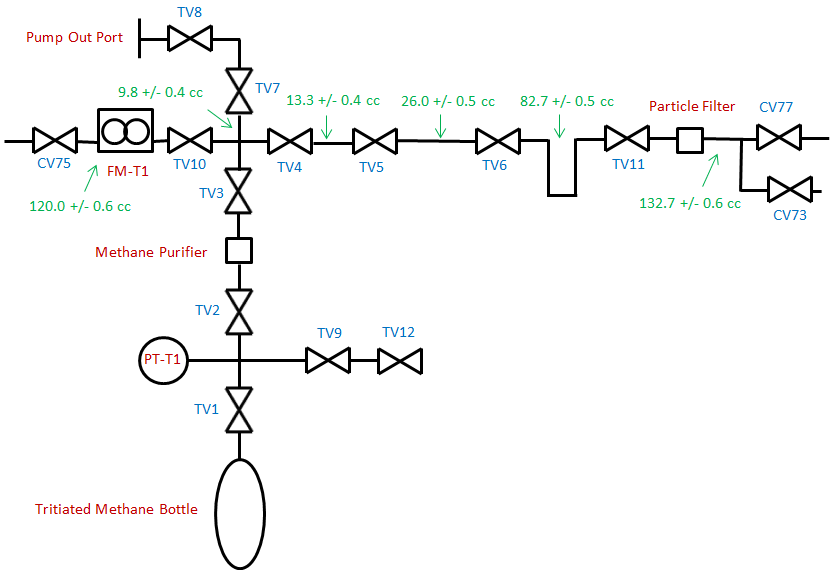 TV8
Pump Out Port
TV7
9.8 +/- 0.4 cc
13.3 +/- 0.4 cc
26.0 +/- 0.5 cc
82.7 +/- 0.5 cc
Particle Filter
CV77
CV75
FM-T1
TV10
TV4
TV5
TV6
TV11
TV3
120.0 +/- 0.6 cc
132.7 +/- 0.6 cc
CV73
Methane Purifier
TV2
TV9
TV12
PT-T1
TV1
Tritiated Methane Bottle